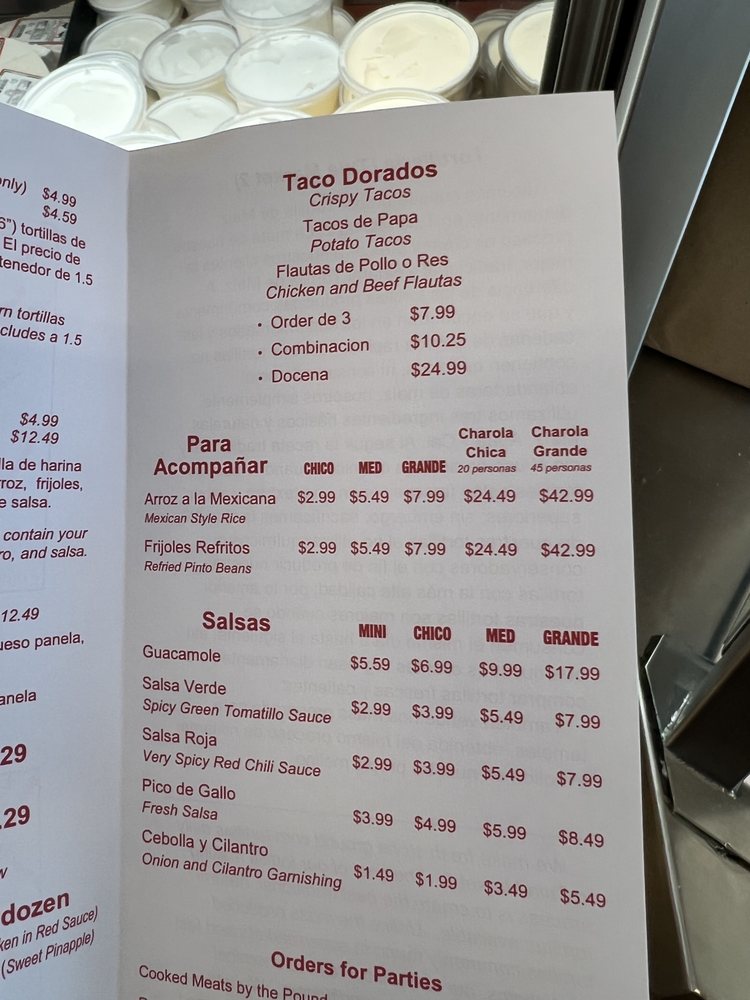 only) $4.99
$4.59
6") tortillas de
El precio de
tenedor de 1.5
rn tortillas
cludes a 1.5
$4.99
$12.49
lla de harina
rroz, frijoles,
e salsa.
contain your
ro, and salsa.
12.49
ueso panela,
anela
29
.29
w
dozen
ken in Red Sauce)
(Sweet Pinapple)
Taco Dorados
Crispy Tacos
Tacos de Papa
Potato Tacos
Flautas de Pollo o Res
Chicken and Beef Flautas
• Order de 3 $7.99
• Combinacion $10.25
• Docena $24.99
Para Acompañar CHICO MED GRANDE Charola Chica 20 personas Charola Grande 45 personas
Arroz a la Mexicana $2.99 $5.49 $7.99 $24.49 $42.99
Mexican Style Rice
Frijoles Refritos $2.99 $5.49 $7.99 $24.49 $42.99
Refried Pinto Beans
Salsas MINI CHICO MED GRANDE
Guacamole $5.59 $6.99 $9.99 $17.99
Salsa Verde
Spicy Green Tomatillo Sauce $2.99 $3.99 $5.49 $7.99
Salsa Roja
Very Spicy Red Chili Sauce $2.99 $3.99 $5.49 $7.99
Pico de Gallo
Fresh Salsa $3.99 $4.99 $5.99 $8.49
Cebolla y Cilantro
Onion and Cilantro Garnishing $1.49 $1.99 $3.49 $5.49
Orders for Parties
Cooked Meats by the Pound